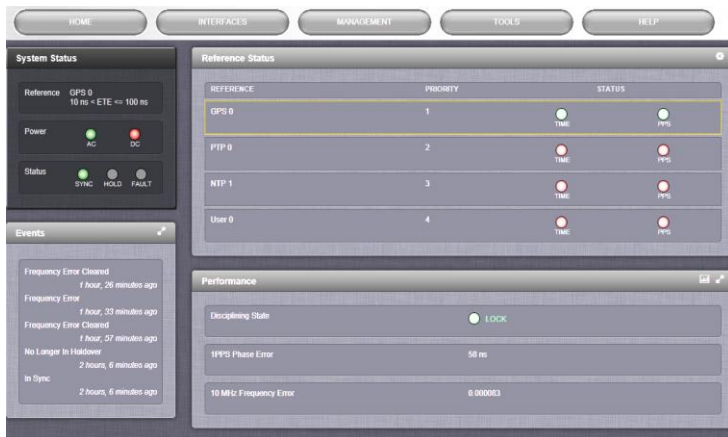 HOME INTERFACES MANAGEMENT TOOLS HELP
System Status
Reference GPS 0
10 ns < ETE <= 100 ns
Power
AC DC
Status
SYNC HOLD FAULT
Events
Frequency Error Cleared
1 hour, 26 minutes ago
Frequency Error
1 hour, 33 minutes ago
Frequency Error Cleared
1 hour, 57 minutes ago
No Longer In Holdover
2 hours, 6 minutes ago
In Sync
2 hours, 6 minutes ago
Reference Status
REFERENCE PRIORITY STATUS
GPS 0 1
TIME PPS
PTP 0 2
TIME PPS
NTP 1 3
TIME PPS
User 0 4
TIME PPS
Performance
Disciplining State LOCK
1PPS Phase Error 50 ns
10 MHz Frequency Error 0.000083